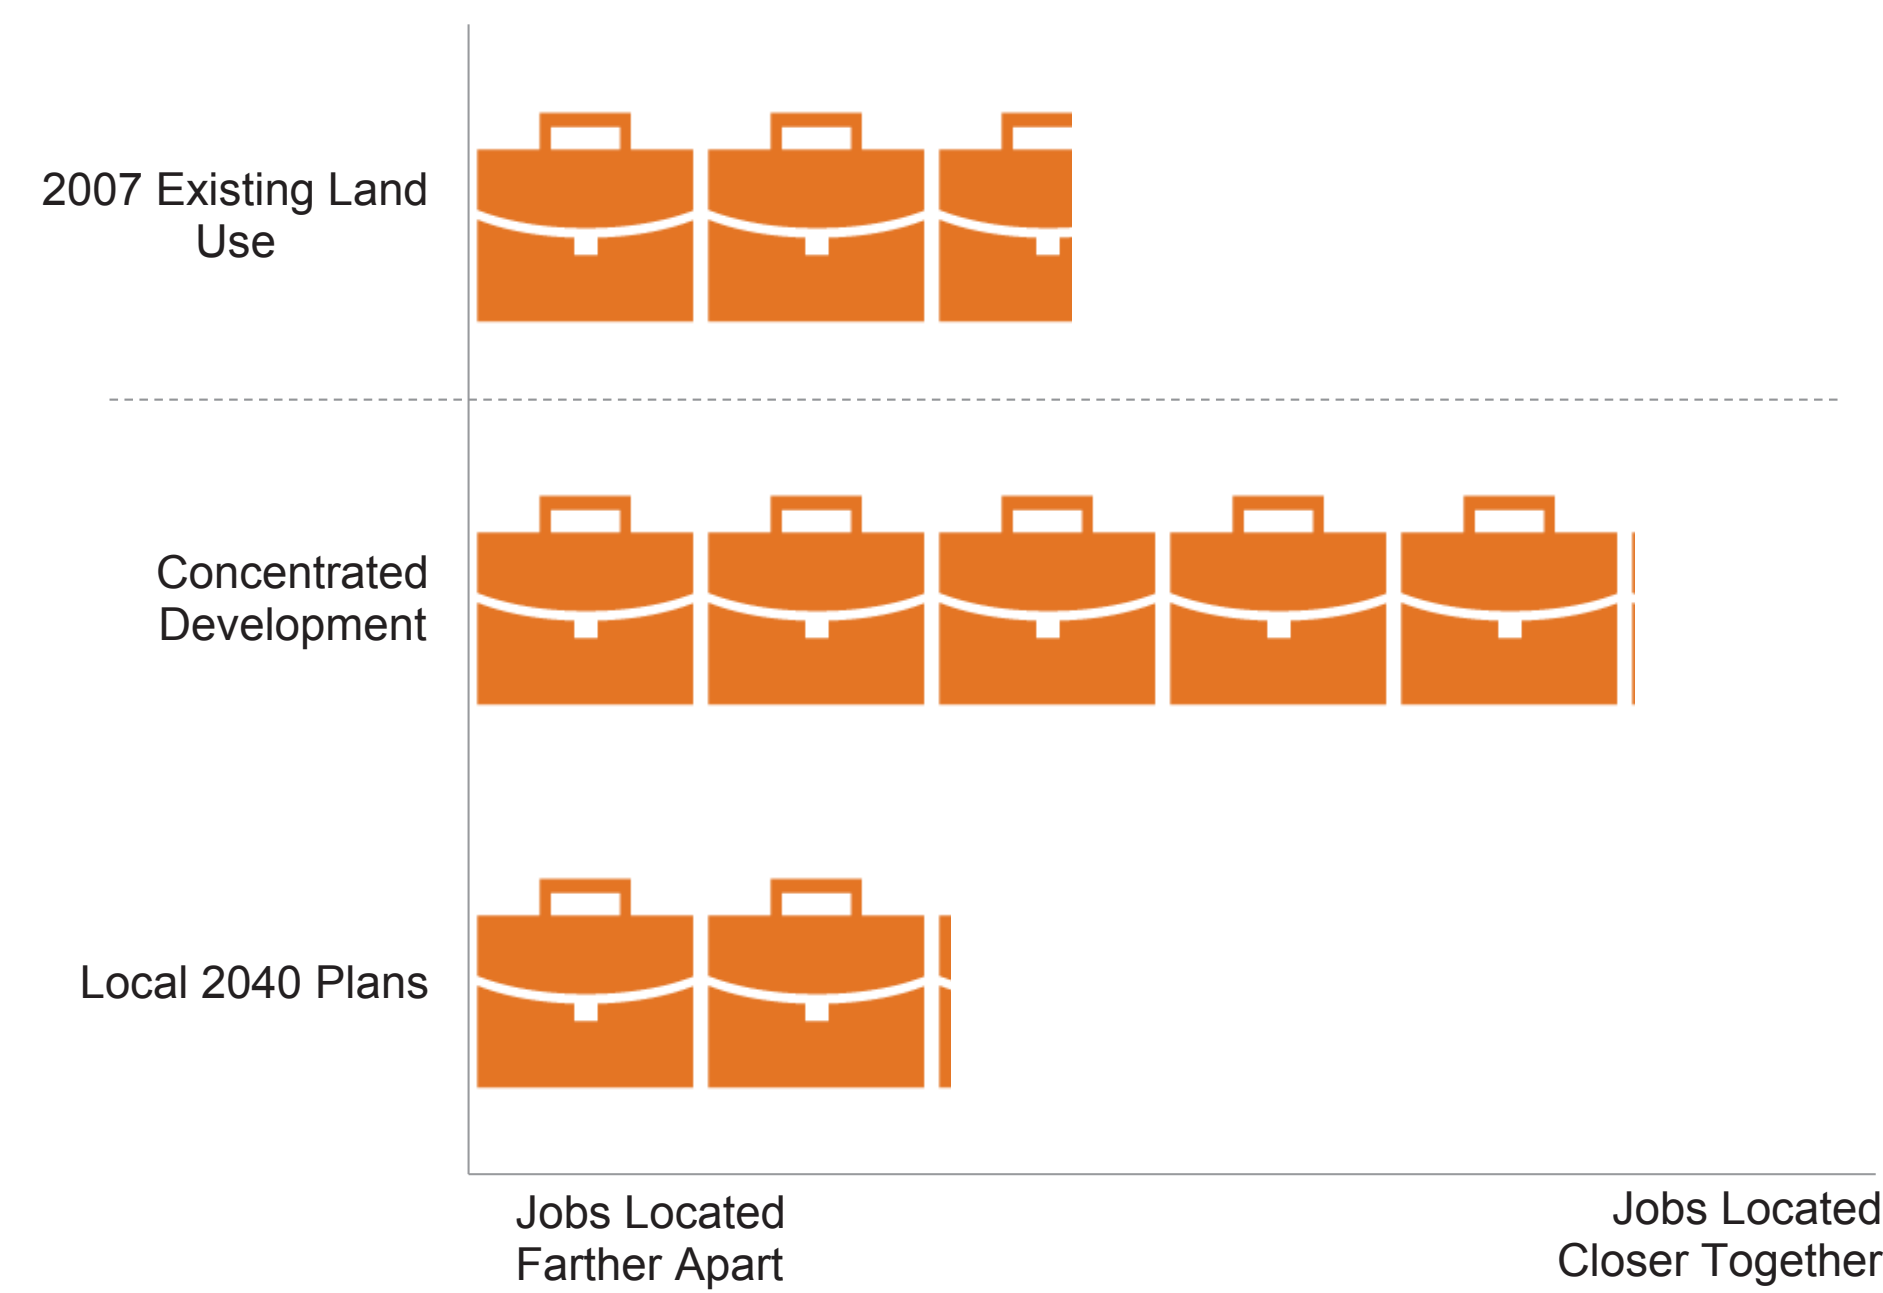 2007 Existing Land
Use
Concentrated
Development
Local 2040 Plans
Jobs Located
Farther Apart
Jobs Located
Closer Together